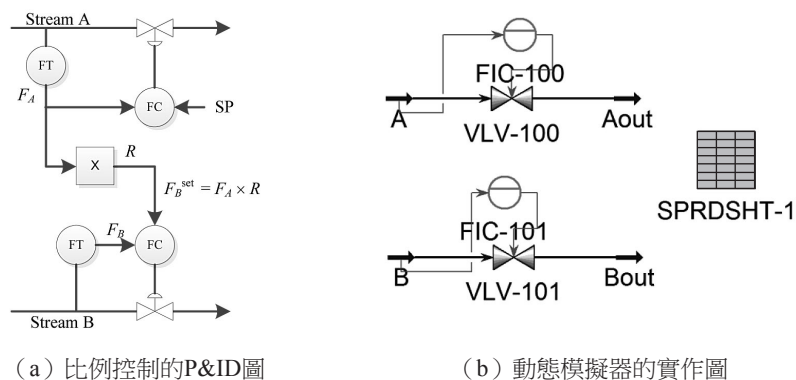 Stream A
FT
F_A
FC
SP
X
R
F_B^set = F_A × R
FT
F_B
FC
Stream B
(a)比例控制的P&ID圖
FIC-100
A
VLV-100
Aout
SPRDSHT-1
FIC-101
B
VLV-101
Bout
(b)動態模擬器的實作圖